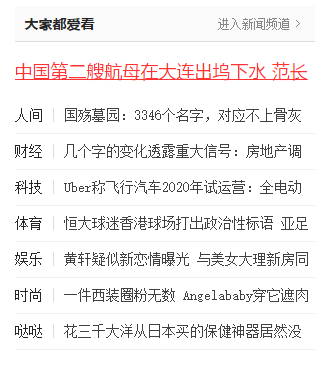 大家都爱看 进入新闻频道 >
中国第二艘航母在大连出坞下水 范长
人间 国殇墓园：3346个名字，对应不上骨灰
财经 几个字的变化透露重大信号：房地产调
科技 Uber称飞行汽车2020年试运营：全电动
体育 恒大球迷香港球场打出政治性标语 亚足
娱乐 黄轩疑似新恋情曝光 与美女大理新房同
时尚 一件西装圈粉无数 Angelababy穿它遮肉
哒哒 花三千大洋从日本买的保健神器居然没